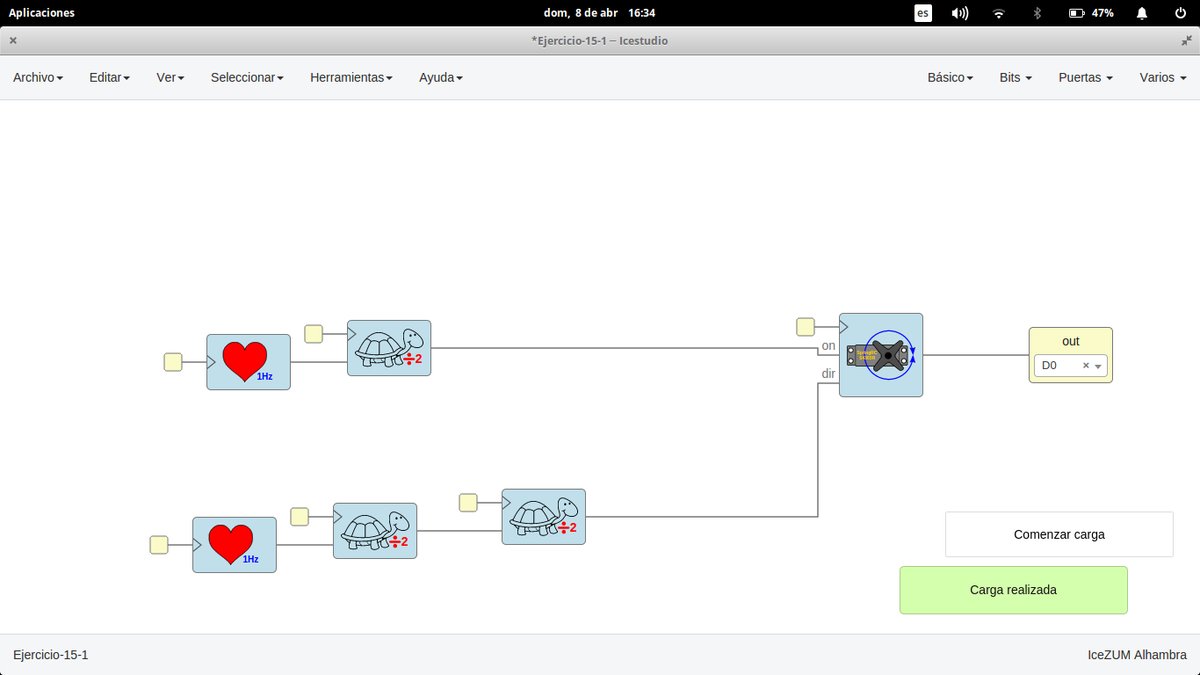 Aplicaciones
dom, 8 de abr 16:34
es
47%
*Ejercicio-15-1 – Icestudio
Archivo
Editar
Ver
Seleccionar
Herramientas
Ayuda
Básico
Bits
Puertas
Varios
1Hz
÷2
on
dir
out
D0
1Hz
÷2
÷2
Comenzar carga
Carga realizada
Ejercicio-15-1
IceZUM Alhambra